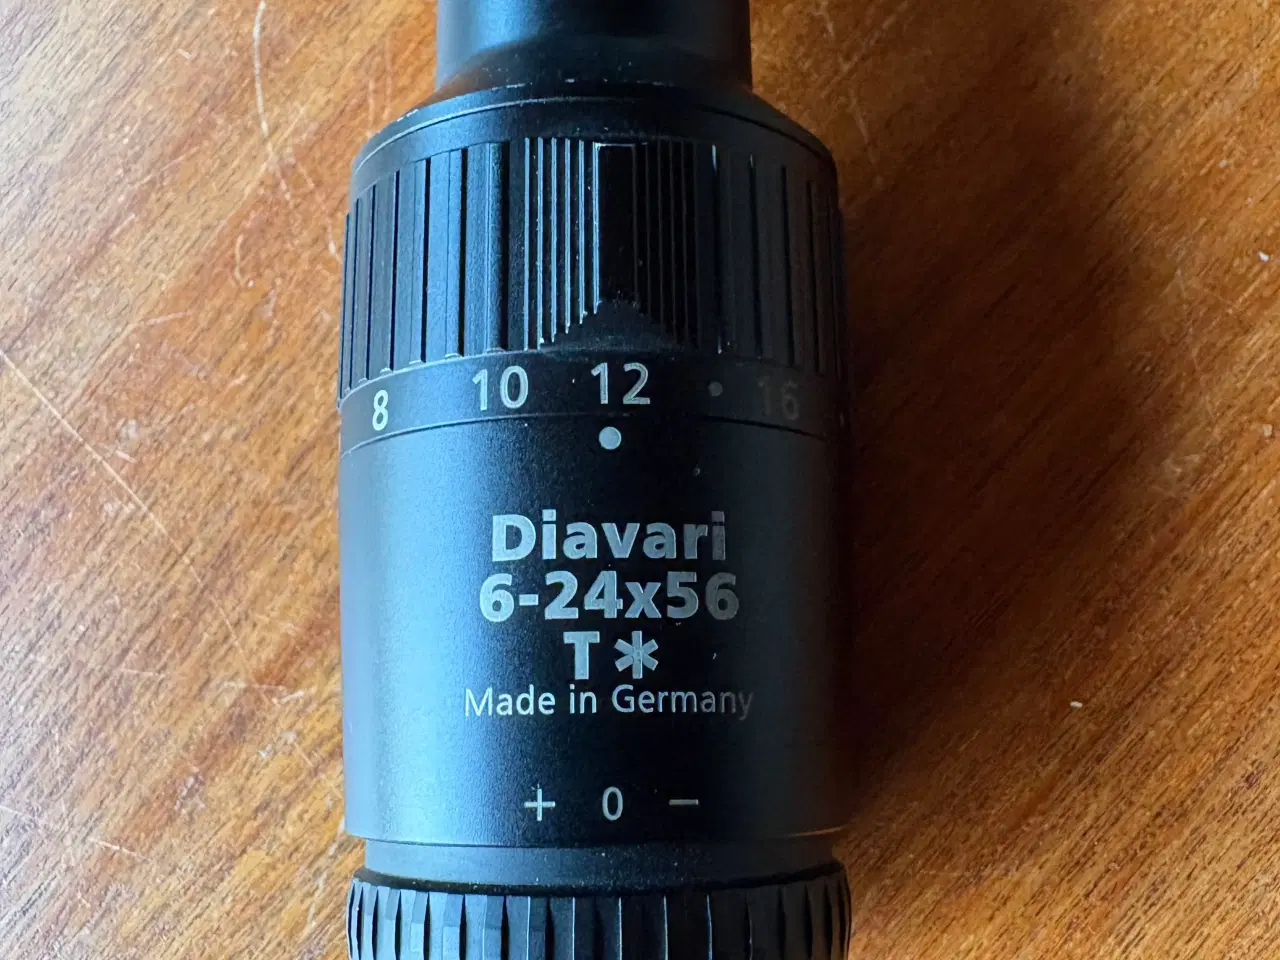 8 10 12 • 16
Diavari
6-24x56
T*
Made in Germany
+ 0 −